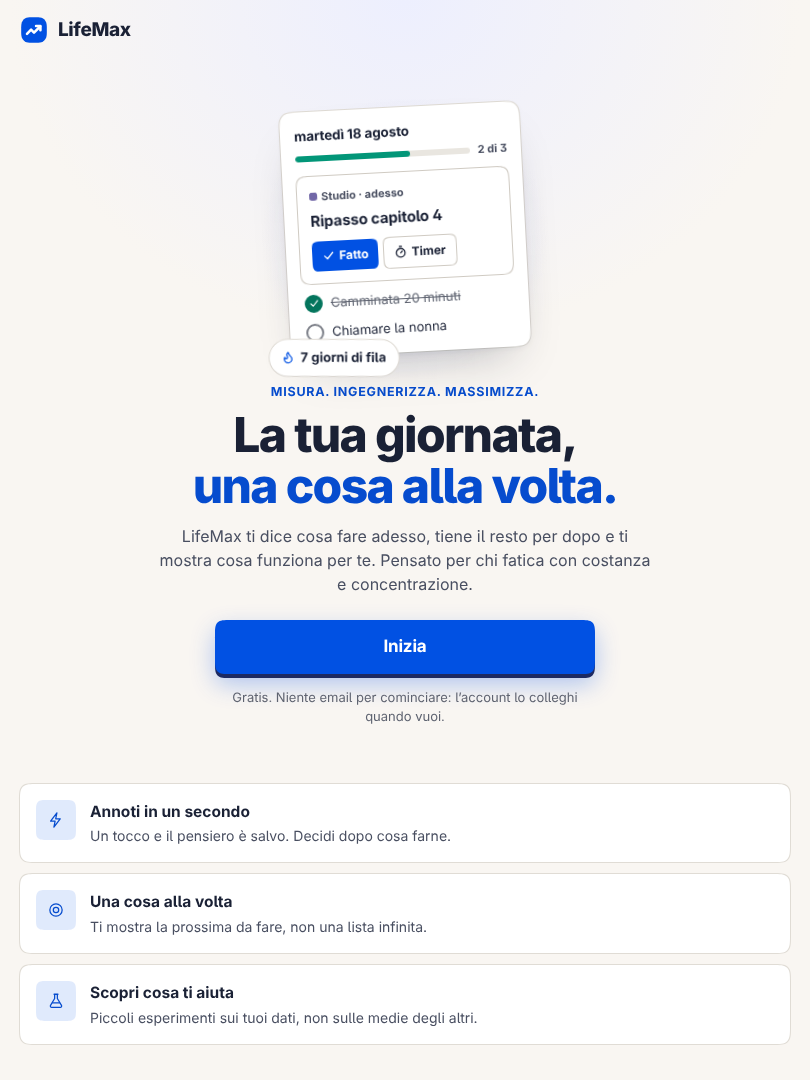 LifeMax
martedì 18 agosto
2 di 3
Studio · adesso
Ripasso capitolo 4
Fatto
Timer
Camminata 20 minuti
Chiamare la nonna
7 giorni di fila
MISURA. INGEGNERIZZA. MASSIMIZZA.
La tua giornata,
una cosa alla volta.
LifeMax ti dice cosa fare adesso, tiene il resto per dopo e ti
mostra cosa funziona per te. Pensato per chi fatica con costanza
e concentrazione.
Inizia
Gratis. Niente email per cominciare: l’account lo colleghi
quando vuoi.
Annoti in un secondo
Un tocco e il pensiero è salvo. Decidi dopo cosa farne.
Una cosa alla volta
Ti mostra la prossima da fare, non una lista infinita.
Scopri cosa ti aiuta
Piccoli esperimenti sui tuoi dati, non sulle medie degli altri.